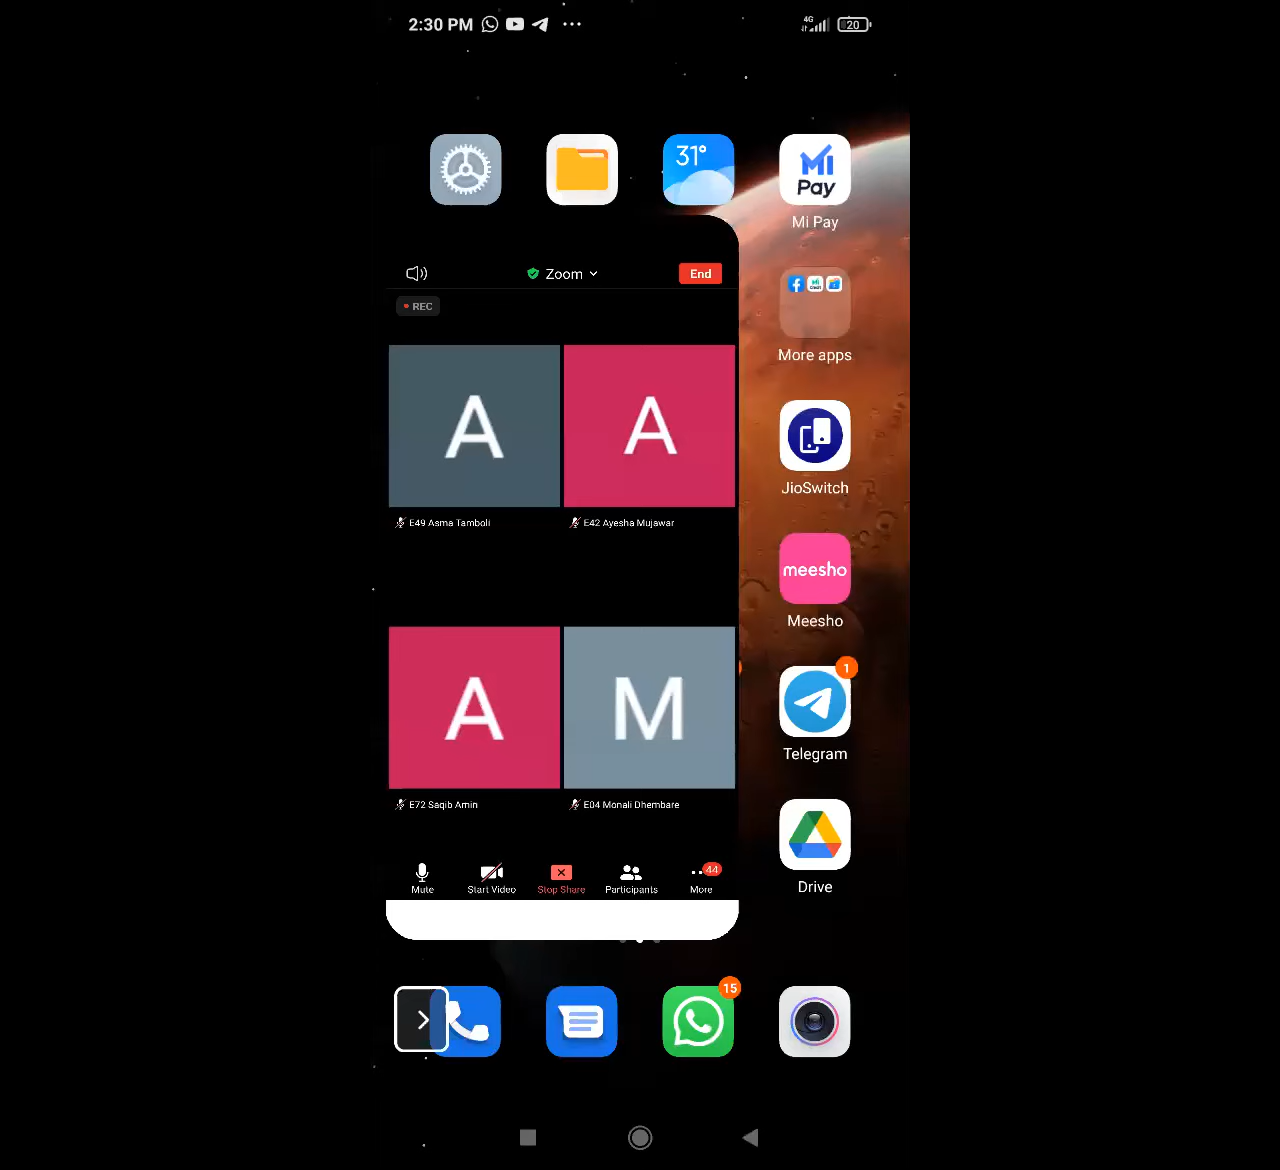 2:30 PM
4G
20
31°
Mi
Pay
Mi Pay
Zoom
End
REC
More apps
A
A
JioSwitch
E49 Asma Tamboli
E42 Ayesha Mujawar
meesho
Meesho
A
M
1
Telegram
E72 Saqib Amin
E04 Monali Dhembare
44
Mute
Start Video
Stop Share
Participants
More
Drive
15